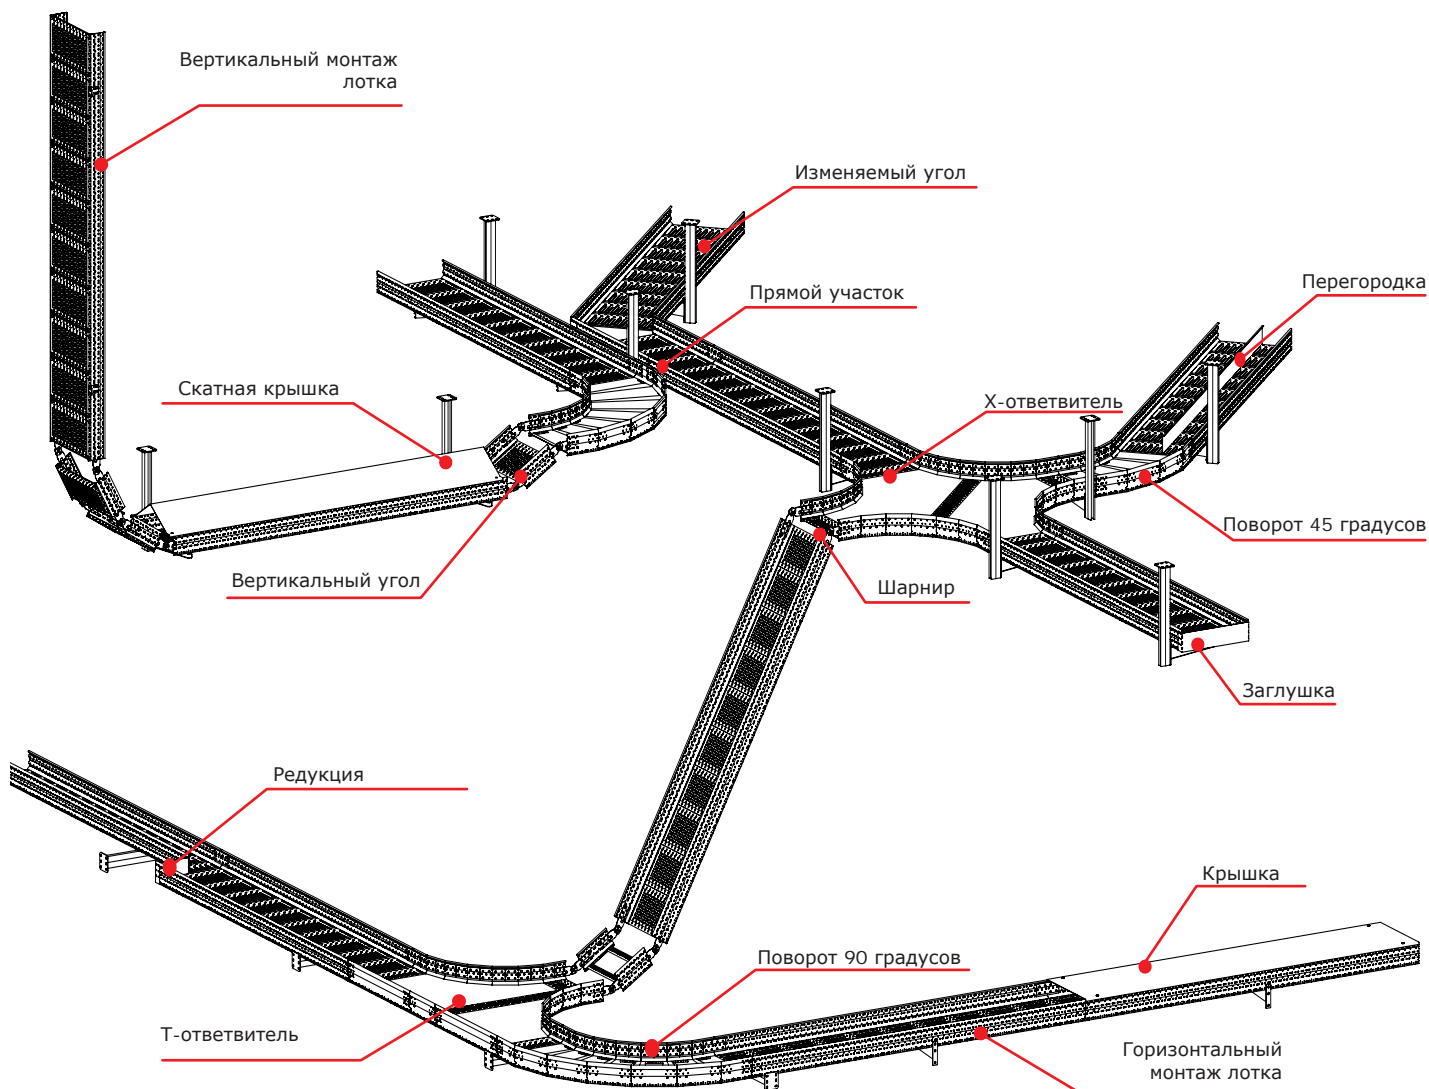 Вертикальный монтаж
лотка
Изменяемый угол
Перегородка
Прямой участок
Скатная крышка
Х-ответвитель
Поворот 45 градусов
Вертикальный угол
Шарнир
Заглушка
Редукция
Крышка
Поворот 90 градусов
Т-ответвитель
Горизонтальный
монтаж лотка